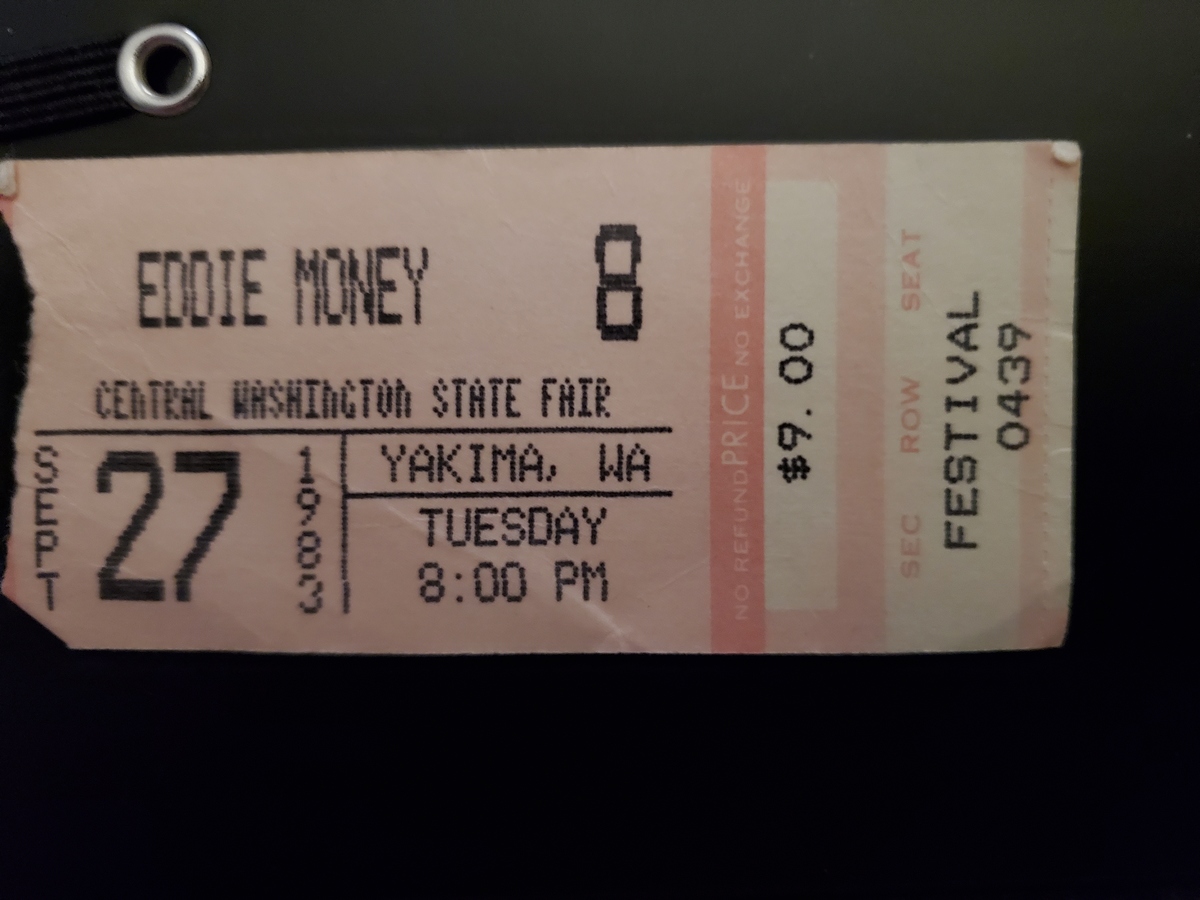 EDDIE MONEY 8
CENTRAL WASHINGTON STATE FAIR
SEPT 27 1983
YAKIMA, WA
TUESDAY
8:00 PM
NO REFUND PRICE NO EXCHANGE
$9.00
SEC ROW SEAT
FESTIVAL
0439